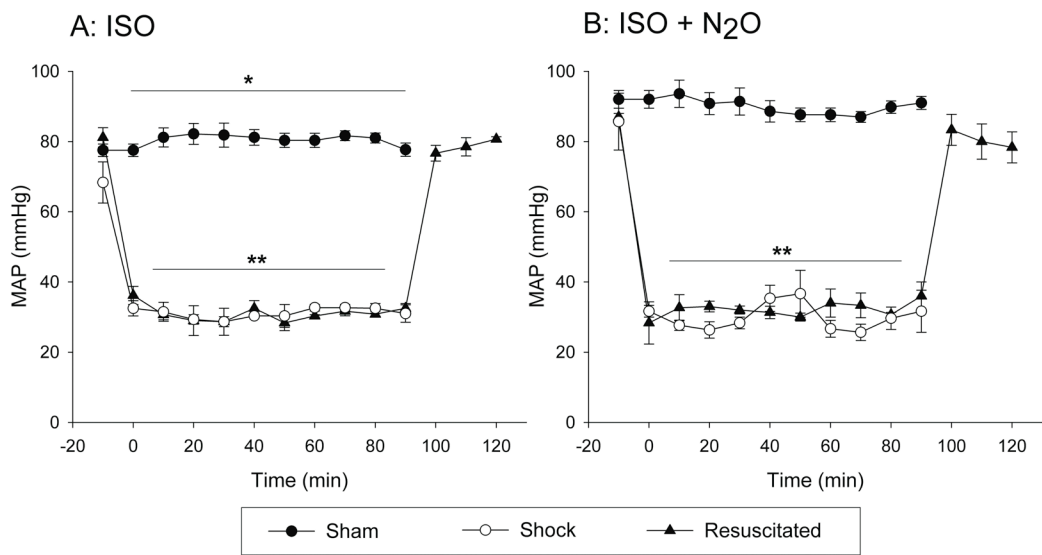 A: ISO
B: ISO + N2O
100
80
60
40
20
0
MAP (mmHg)
*
**
-20 0 20 40 60 80 100 120
Time (min)
100
80
60
40
20
0
MAP (mmHg)
**
-20 0 20 40 60 80 100 120
Time (min)
Sham Shock Resuscitated